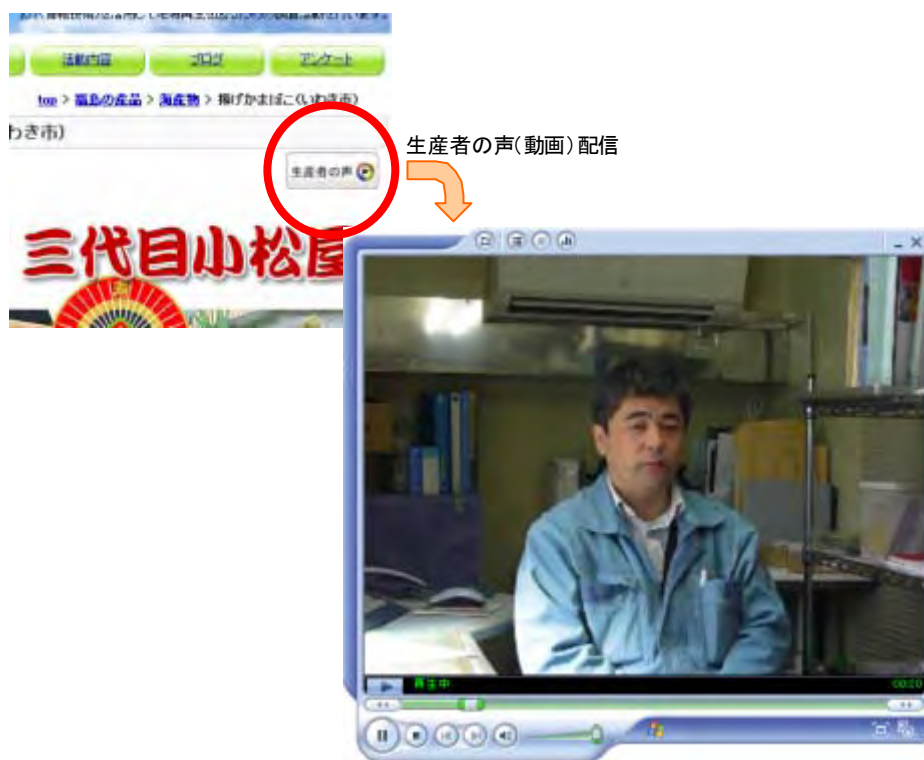 活動内容 ブログ アンケート
top > 福島の産品 > 海産物 > 揚げかまぼこ(いわき市)
わき市)
生産者の声(動画)配信
生産者の声
三代目小松屋
再生中 00:20